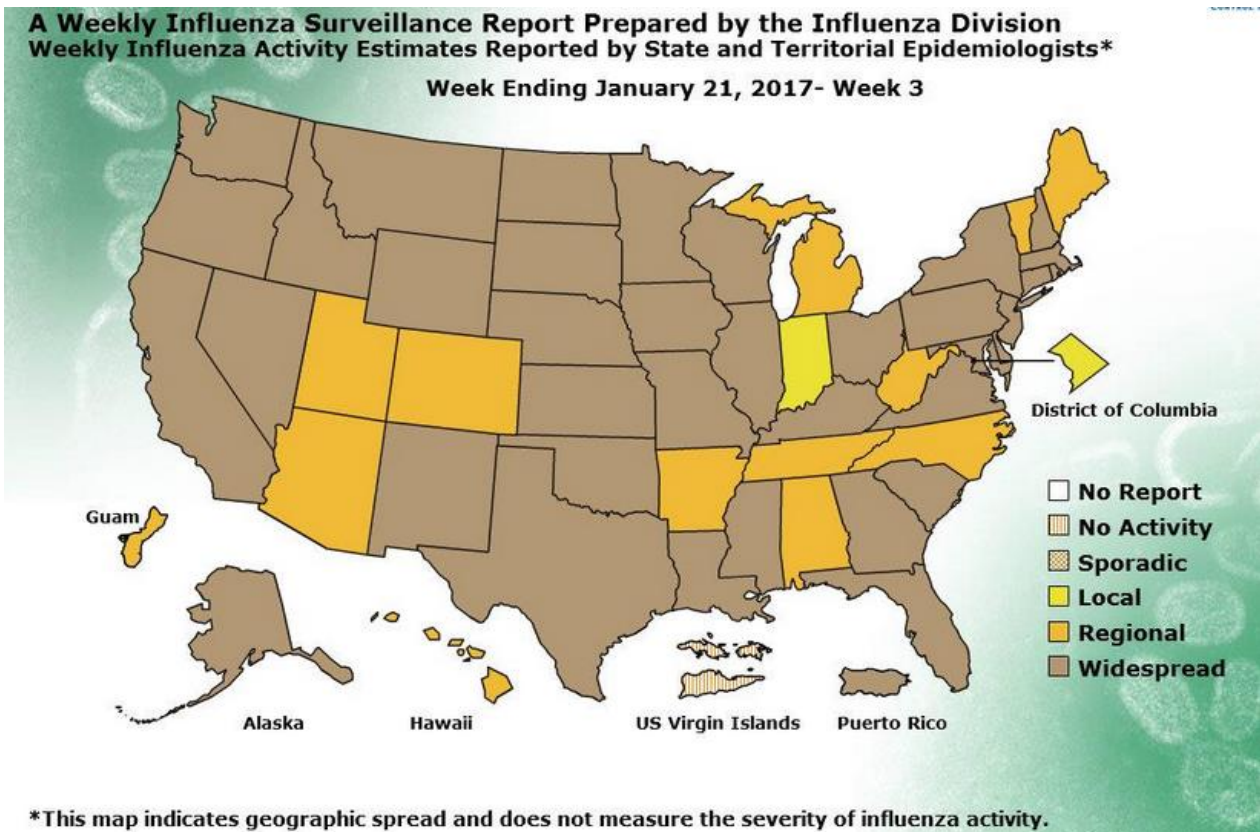 A Weekly Influenza Surveillance Report Prepared by the Influenza Division
Weekly Influenza Activity Estimates Reported by State and Territorial Epidemiologists*
Week Ending January 21, 2017- Week 3
District of Columbia
No Report
Guam
No Activity
Sporadic
Local
Regional
Widespread
Alaska
Hawaii
US Virgin Islands
Puerto Rico
*This map indicates geographic spread and does not measure the severity of influenza activity.